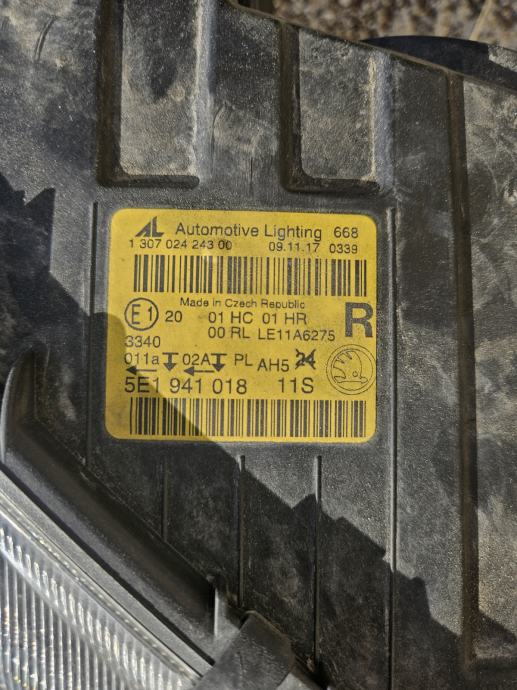 AL Automotive Lighting 668
1 307 024 243 00 09.11.17 0339
Made in Czech Republic
E1 20 01 HC 01 HR R
00 RL LE11A6275
3340
011a 02A PL AH5 24
5E1 941 018 11S